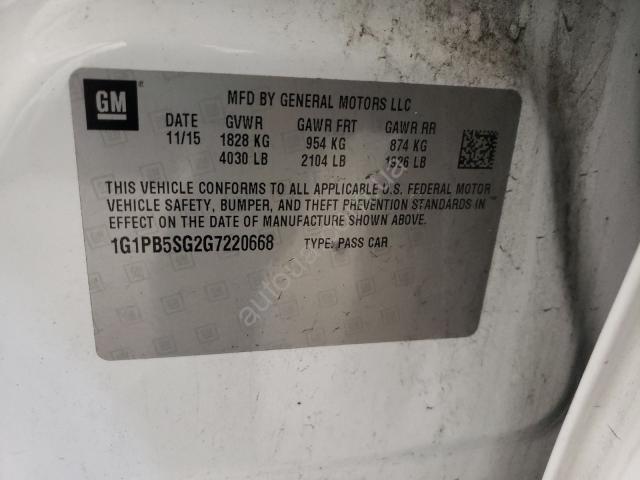 GM
MFD BY GENERAL MOTORS LLC
DATE GVWR GAWR FRT GAWR RR
11/15 1828 KG 954 KG 874 KG
4030 LB 2104 LB 1926 LB
THIS VEHICLE CONFORMS TO ALL APPLICABLE U.S. FEDERAL MOTOR
VEHICLE SAFETY, BUMPER, AND THEFT PREVENTION STANDARDS IN
EFFECT ON THE DATE OF MANUFACTURE SHOWN ABOVE.
1G1PB5SG2G7220668 TYPE: PASS CAR